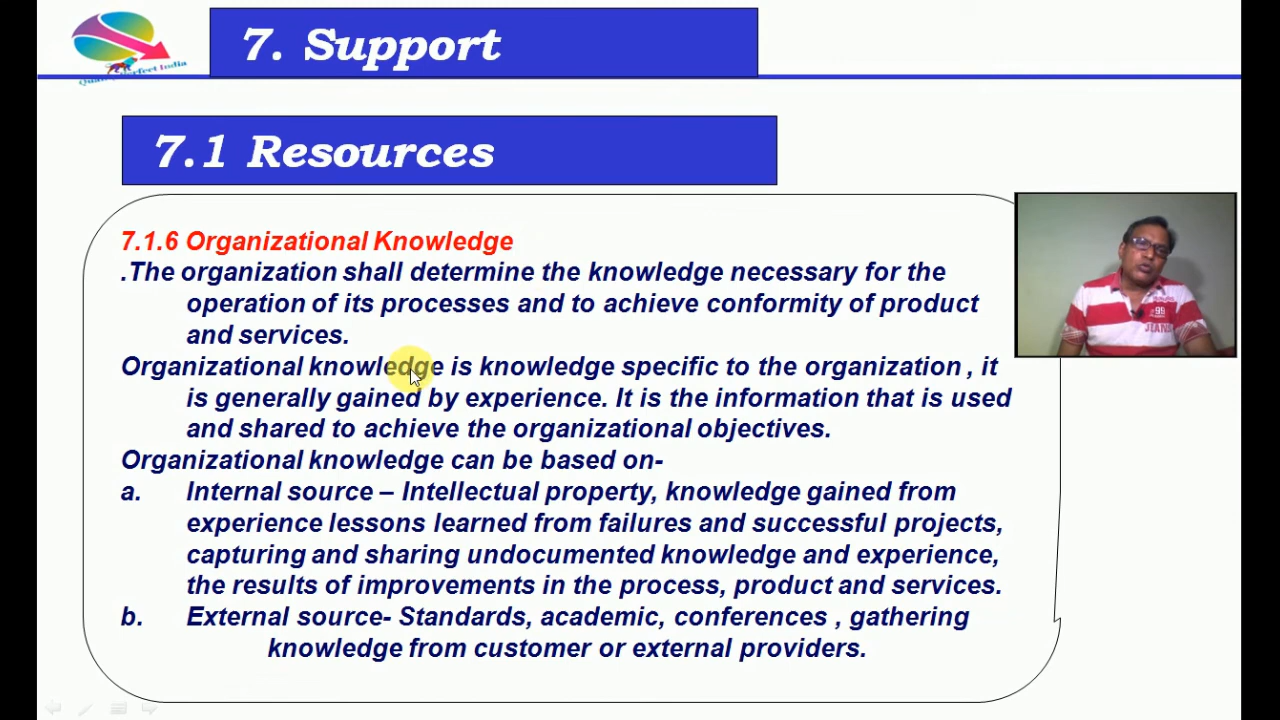 7. Support
Quality Perfect India
7.1 Resources
7.1.6 Organizational Knowledge
.The organization shall determine the knowledge necessary for the
operation of its processes and to achieve conformity of product
and services.
Organizational knowledge is knowledge specific to the organization , it
is generally gained by experience. It is the information that is used
and shared to achieve the organizational objectives.
Organizational knowledge can be based on-
a. Internal source – Intellectual property, knowledge gained from
experience lessons learned from failures and successful projects,
capturing and sharing undocumented knowledge and experience,
the results of improvements in the process, product and services.
b. External source- Standards, academic, conferences , gathering
knowledge from customer or external providers.
99
JEANS